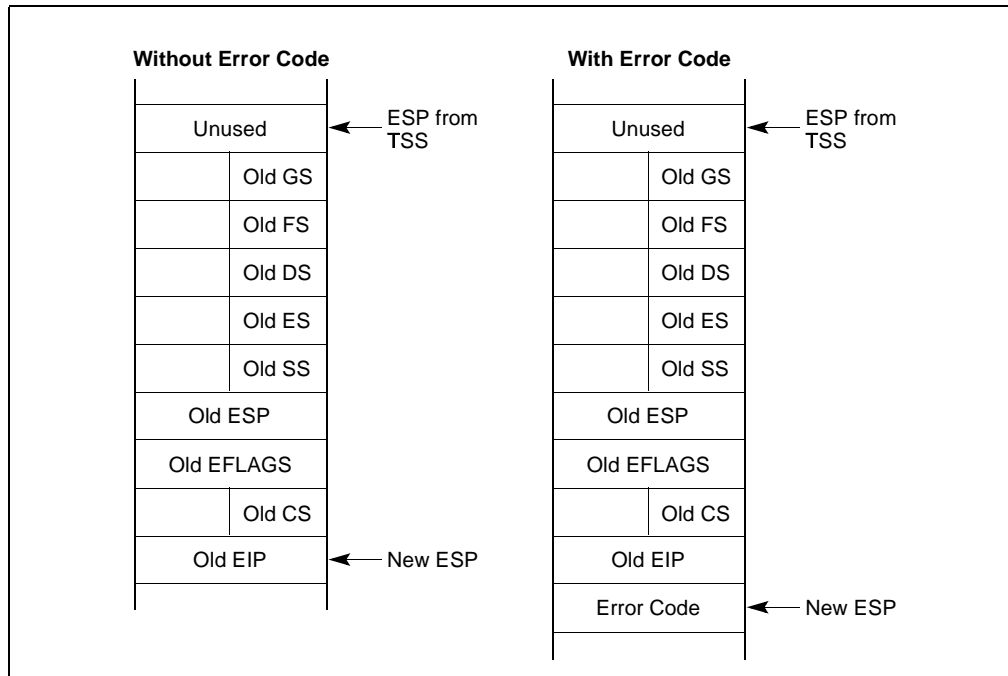 Without Error Code
Unused
ESP from
TSS
Old GS
Old FS
Old DS
Old ES
Old SS
Old ESP
Old EFLAGS
Old CS
Old EIP
New ESP
With Error Code
Unused
ESP from
TSS
Old GS
Old FS
Old DS
Old ES
Old SS
Old ESP
Old EFLAGS
Old CS
Old EIP
Error Code
New ESP